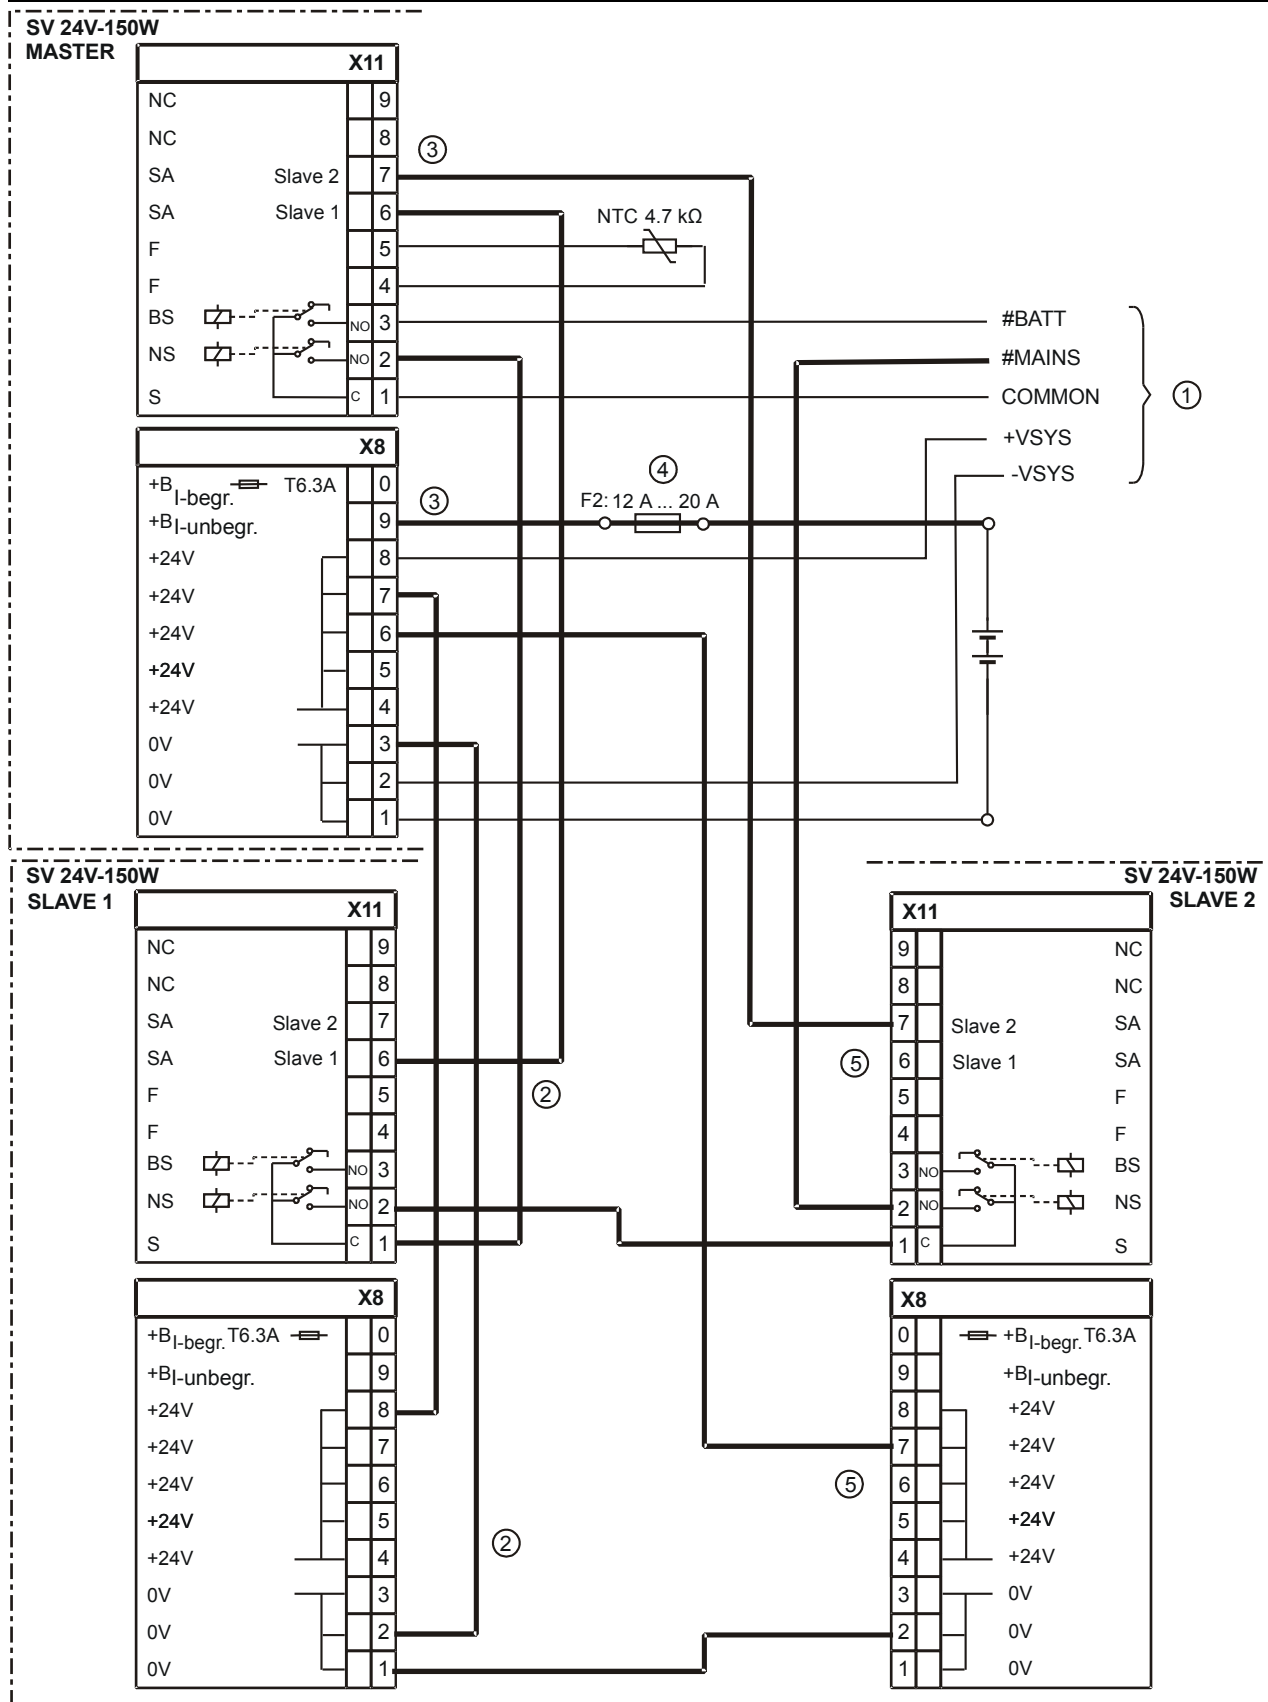 SV 24V-150W
MASTER
X11
NC 9
NC 8
SA Slave 2 7
SA Slave 1 6
F 5
F 4
BS NO 3
NS NO 2
S C 1
③
NTC 4.7 kΩ
#BATT
#MAINS
COMMON
+VSYS
-VSYS
①
X8
+B I-begr. T6.3A 0
+B I-unbegr. 9
+24V 8
+24V 7
+24V 6
+24V 5
+24V 4
0V 3
0V 2
0V 1
③
④
F2: 12 A ... 20 A
SV 24V-150W
SLAVE 1
X11
NC 9
NC 8
SA Slave 2 7
SA Slave 1 6
F 5
F 4
BS NO 3
NS NO 2
S C 1
②
X8
+B I-begr. T6.3A 0
+B I-unbegr. 9
+24V 8
+24V 7
+24V 6
+24V 5
+24V 4
0V 3
0V 2
0V 1
②
SV 24V-150W
SLAVE 2
X11
9 NC
8 NC
7 Slave 2 SA
6 Slave 1 SA
5 F
4 F
3 NO BS
2 NO NS
1 C S
⑤
X8
0 +B I-begr. T6.3A
9 +B I-unbegr.
8 +24V
7 +24V
6 +24V
5 +24V
4 +24V
3 0V
2 0V
1 0V
⑤